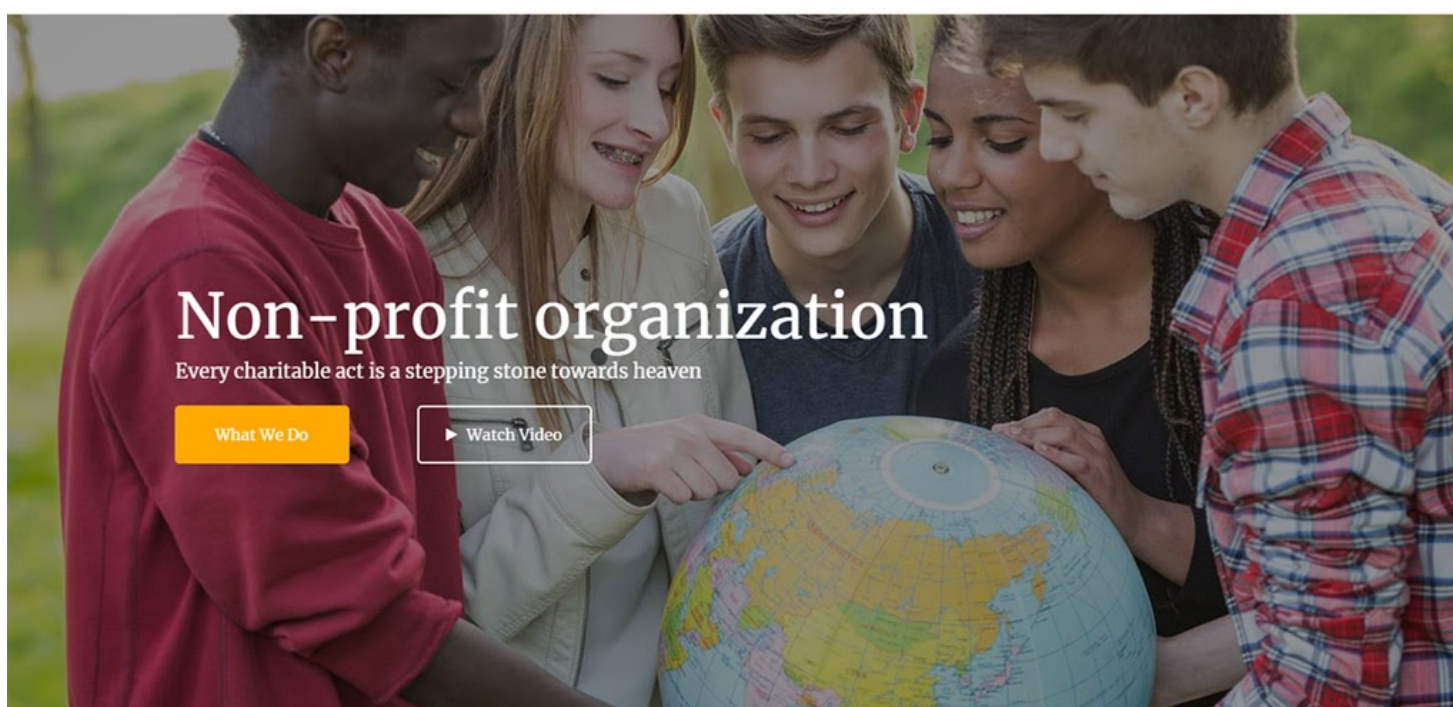 Non-profit organization
Every charitable act is a stepping stone towards heaven
What We Do
Watch Video